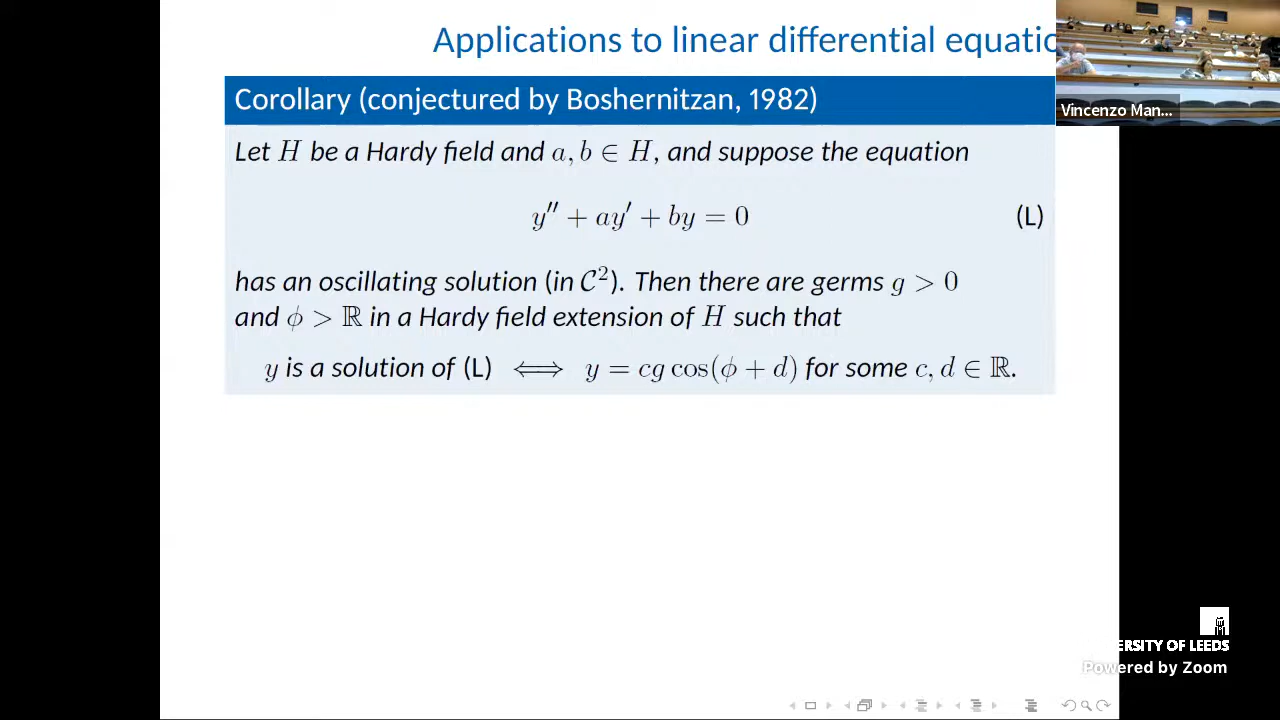 Applications to linear differential equatio
Vincenzo Man...
Corollary (conjectured by Boshernitzan, 1982)
Let H be a Hardy field and a, b ∈ H, and suppose the equation
y″ + ay′ + by = 0 (L)
has an oscillating solution (in 𝒞²). Then there are germs g > 0
and ϕ > ℝ in a Hardy field extension of H such that
y is a solution of (L) ⟺ y = cg cos(ϕ + d) for some c, d ∈ ℝ.
ERSITY OF LEEDS
Powered by Zoom